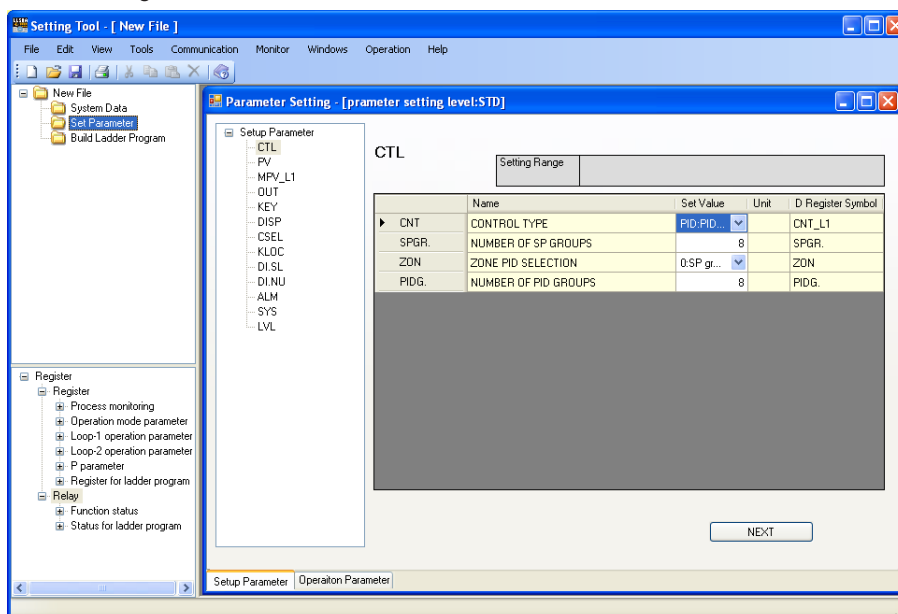 Setting Tool - [ New File ]
File Edit View Tools Communication Monitor Windows Operation Help
New File
System Data
Set Parameter
Build Ladder Program
Register
Register
Process monitoring
Operation mode parameter
Loop-1 operation parameter
Loop-2 operation parameter
P parameter
Register for ladder program
Relay
Function status
Status for ladder program
Parameter Setting - [prameter setting level:STD]
Setup Parameter
CTL
PV
MPV_L1
OUT
KEY
DISP
CSEL
KLOC
DI.SL
DI.NU
ALM
SYS
LVL
CTL
Setting Range
Name Set Value Unit D Register Symbol
CNT CONTROL TYPE PID:PID... CNT_L1
SPGR. NUMBER OF SP GROUPS 8 SPGR.
ZON ZONE PID SELECTION 0:SP gr... ZON
PIDG. NUMBER OF PID GROUPS 8 PIDG.
NEXT
Setup Parameter Operaiton Parameter